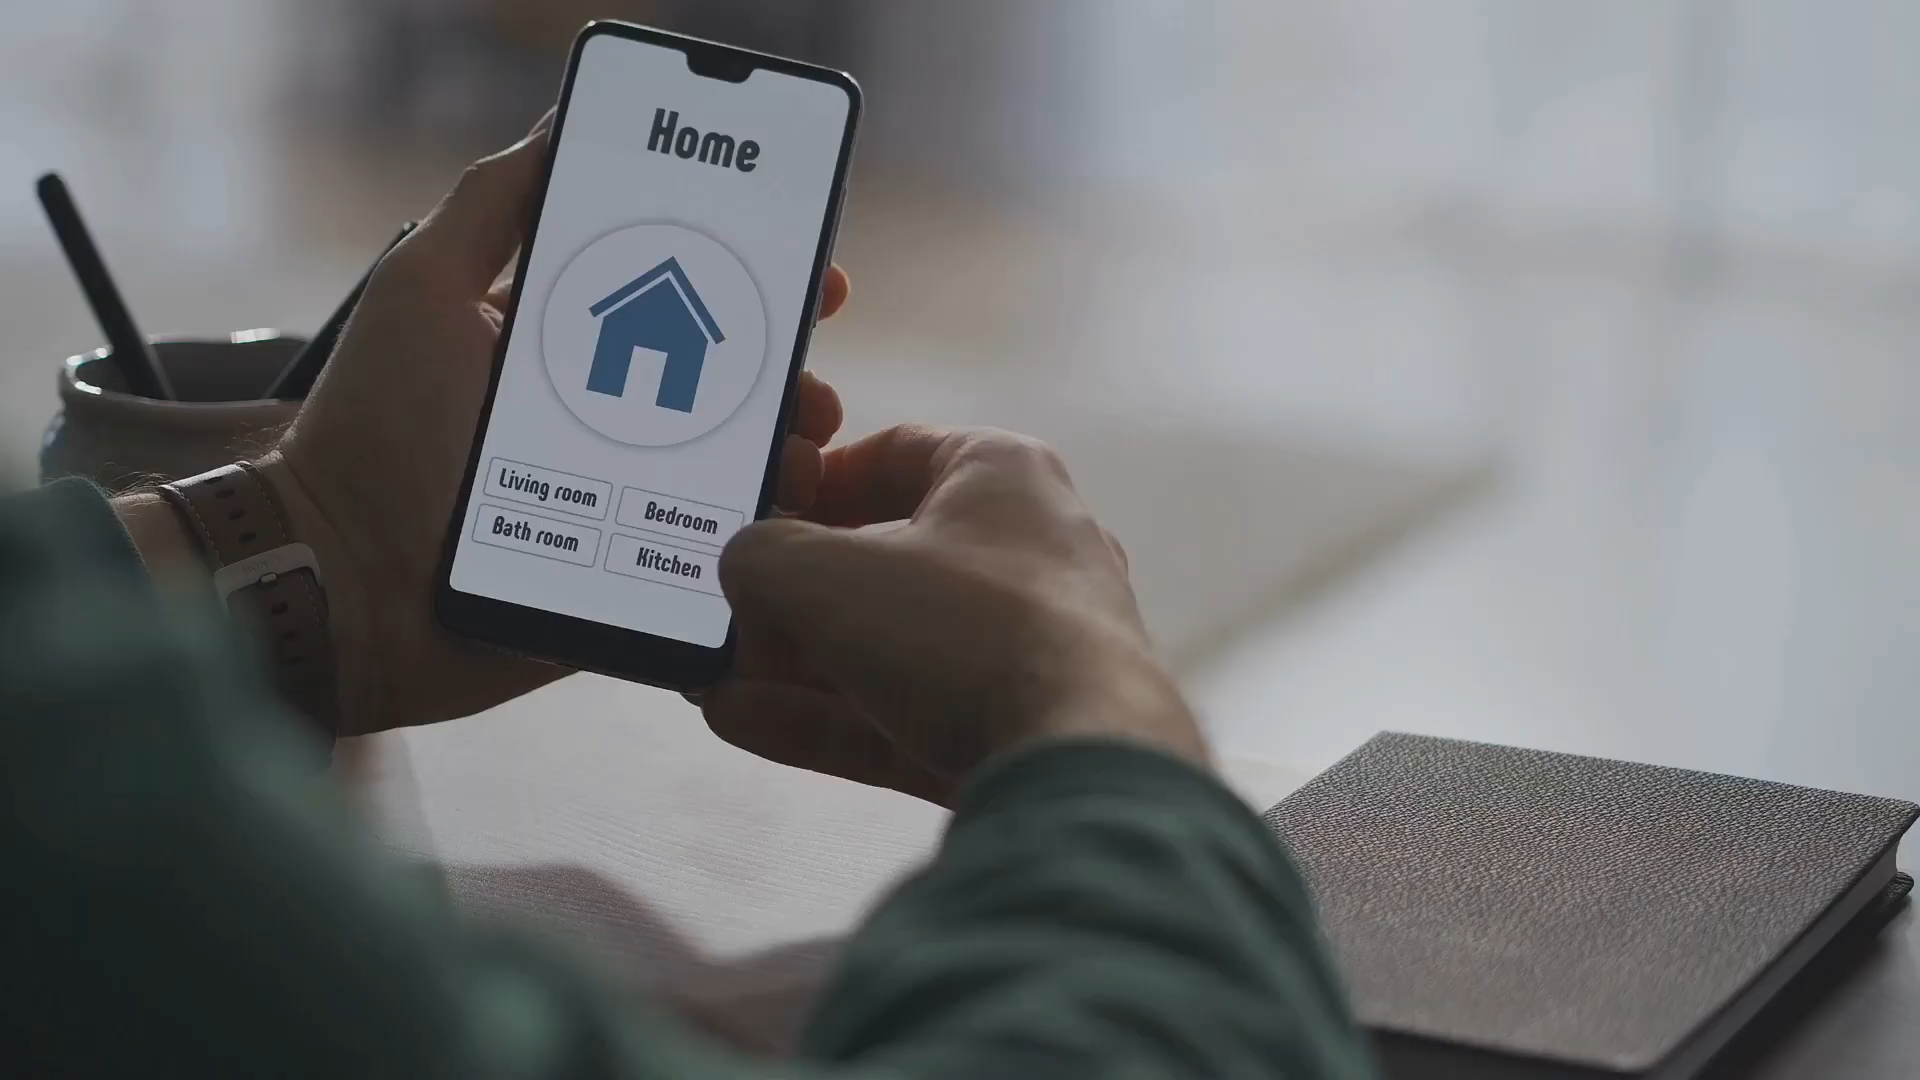 Home
Living room
Bedroom
Bath room
Kitchen